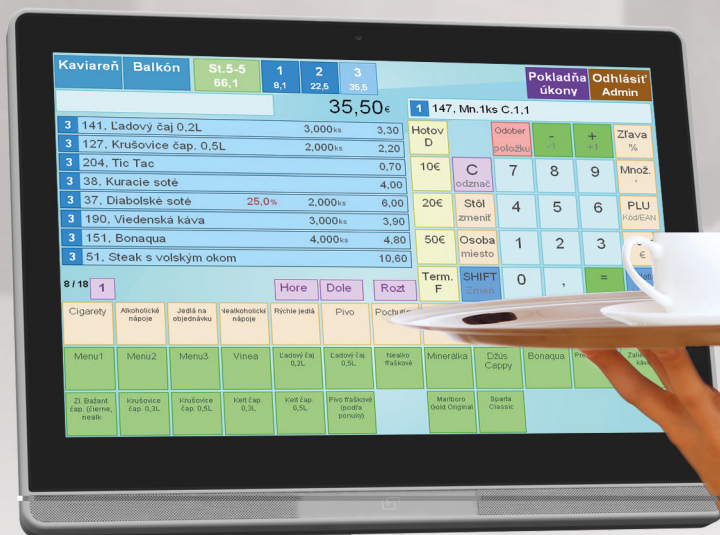 Kaviareň Balkón St.5-5 1 2 3
66,1 8,1 22,5 35,5
Pokladňa úkony Odhlásiť Admin
35,50€ 1 147, Mn.1ks C.1,1
3 141, Ľadový čaj 0,2L 3,000ks 3,30
3 127, Krušovice čap. 0,5L 2,000ks 2,20
3 204, Tic Tac 0,70
3 38, Kuracie soté 4,00
3 37, Diabolské soté 25,0% 2,000ks 6,00
3 190, Viedenská káva 3,000ks 3,90
3 151, Bonaqua 4,000ks 4,80
3 51, Steak s volským okom 10,60
8 / 18 1 Hore Dole Rozt
Hotov D Odober položku - -1 + +1 Zľava %
10€ C odznač 7 8 9 Množ. *
20€ Stôl zmeniť 4 5 6 PLU Kód/EAN
50€ Osoba miesto 1 2 3 €
Term. F SHIFT Zmeň 0 , =
Cigarety Alkoholické nápoje Jedlá na objednávku Nealkoholické nápoje Rýchle jedlá Pivo
Menu1 Menu2 Menu3 Vinea Ľadový čaj 0,2L Ľadový čaj 0,5L Nealko fľaškové Minerálka Džús Cappy Bonaqua
Zl. Bažant čap. (čierne, nealk Krušovice čap. 0,3L Krušovice čap. 0,5L Kelt čap. 0,3L Kelt čap. 0,5L Pivo fľaškové (podľa ponuky) Marlboro Gold Original Sparta Classic